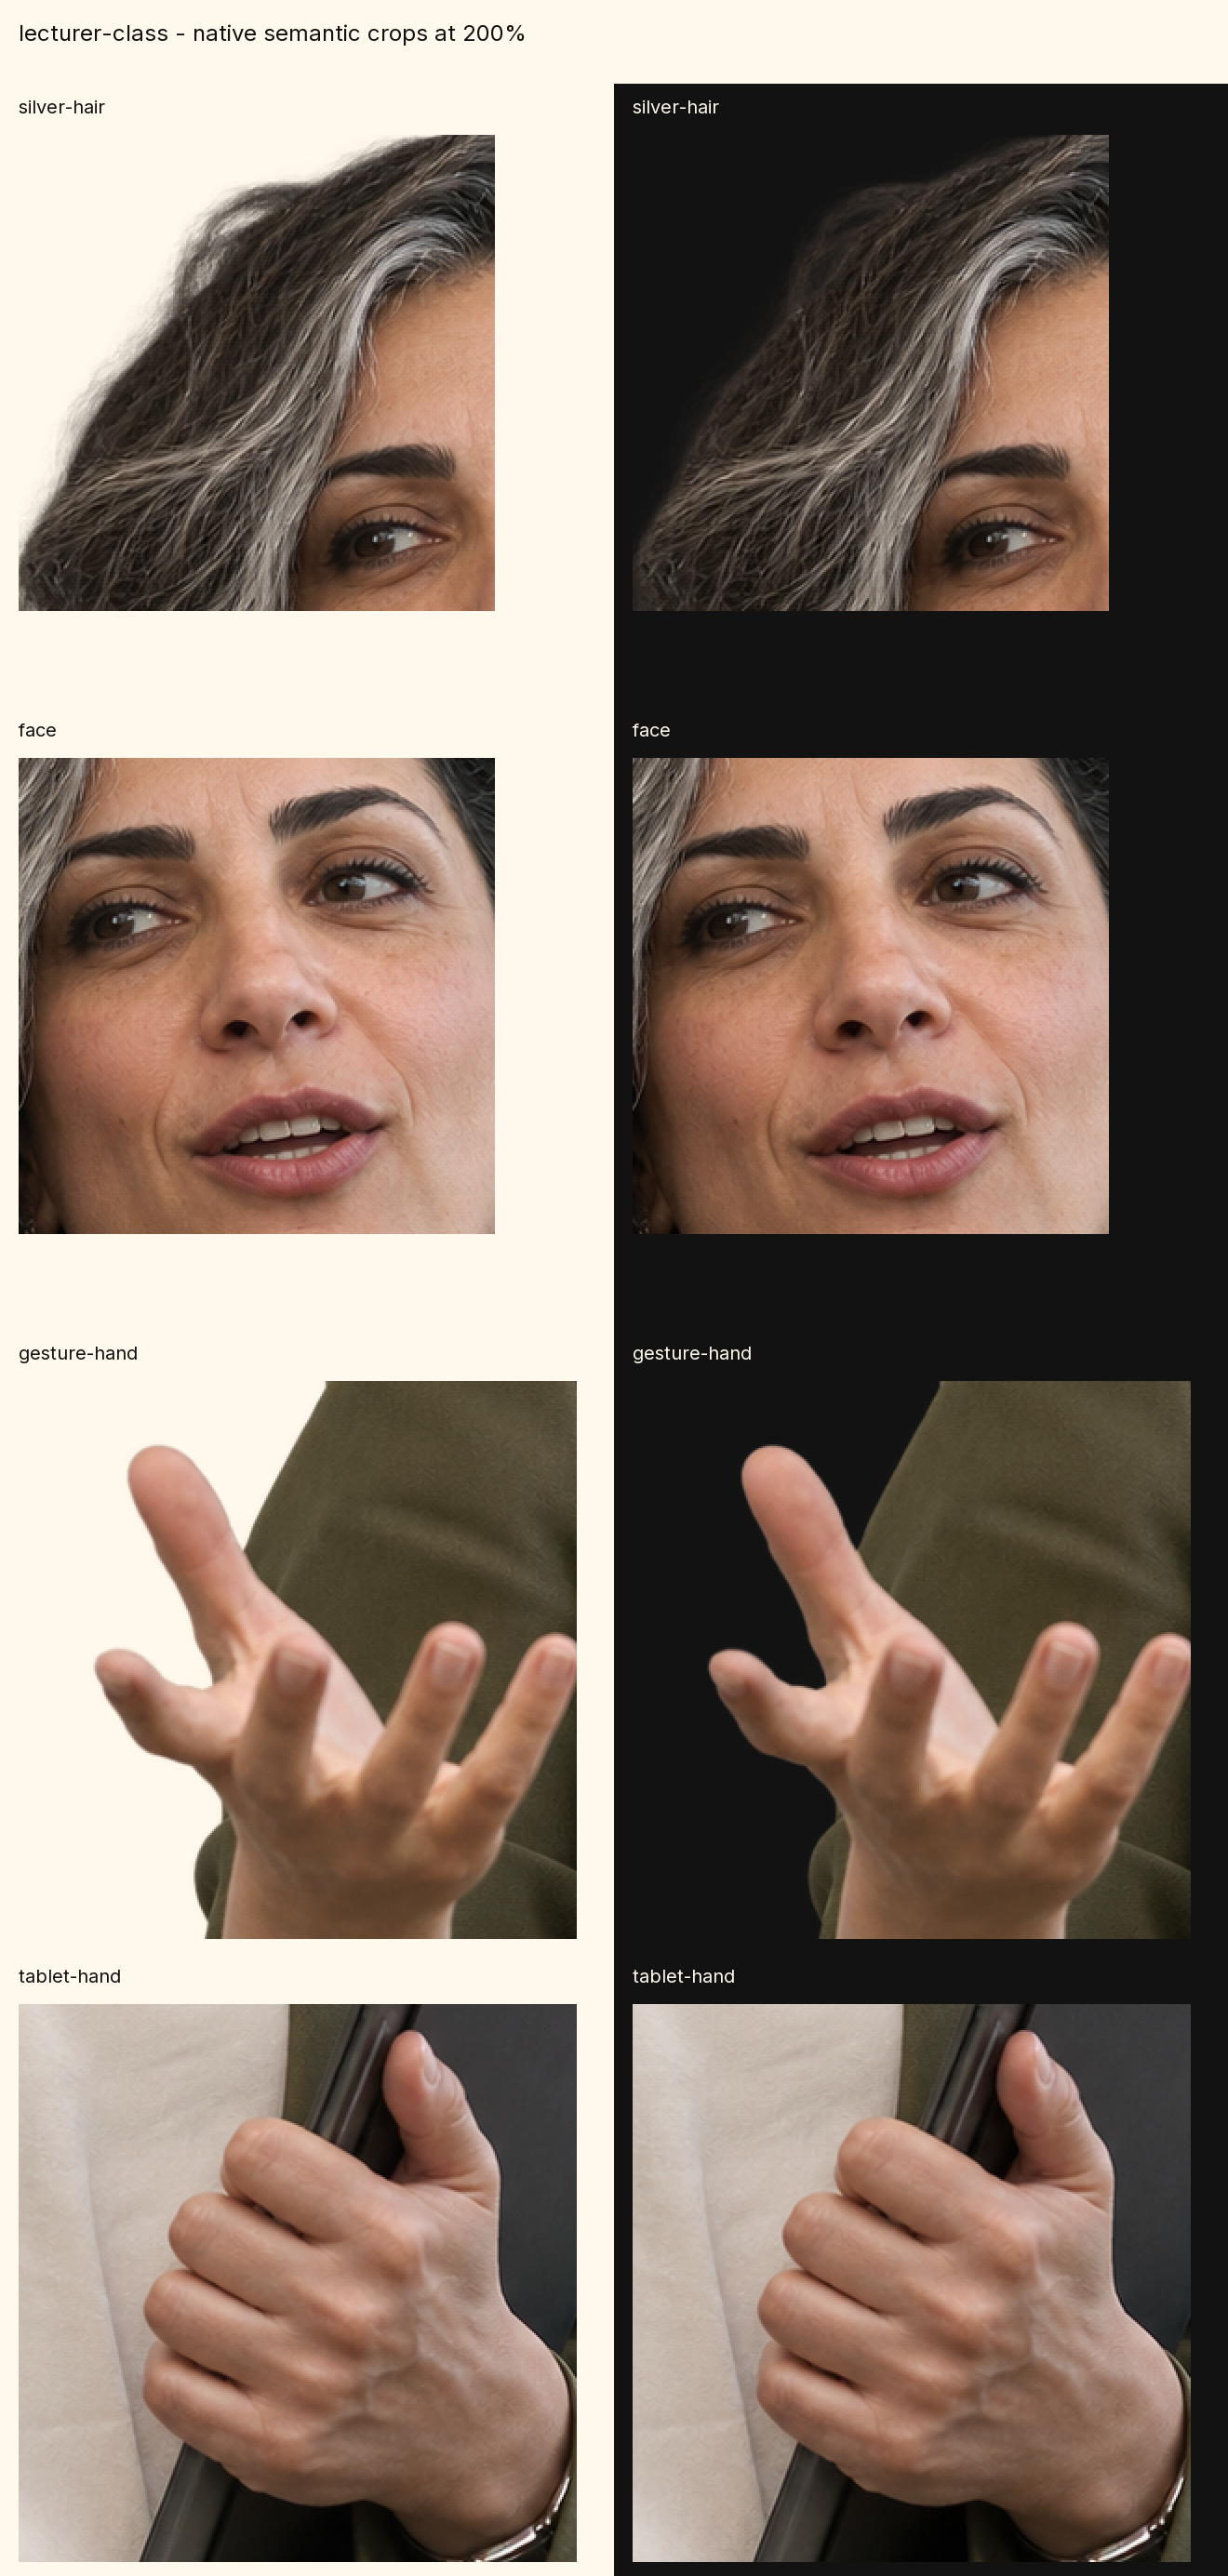 lecturer-class - native semantic crops at 200%
silver-hair
silver-hair
face
face
gesture-hand
gesture-hand
tablet-hand
tablet-hand